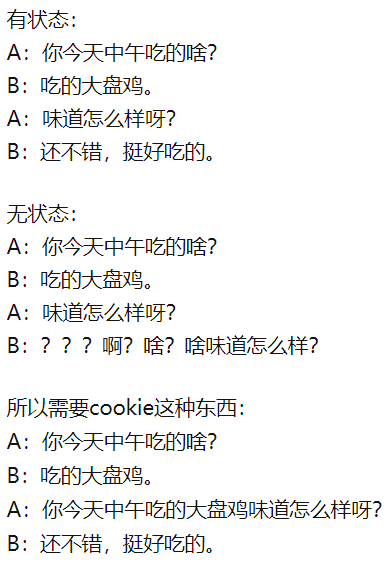 有状态：
A：你今天中午吃的啥？
B：吃的大盘鸡。
A：味道怎么样呀？
B：还不错，挺好吃的。
无状态：
A：你今天中午吃的啥？
B：吃的大盘鸡。
A：味道怎么样呀？
B：？？？啊？啥？啥味道怎么样？
所以需要cookie这种东西：
A：你今天中午吃的啥？
B：吃的大盘鸡。
A：你今天中午吃的大盘鸡味道怎么样呀？
B：还不错，挺好吃的。